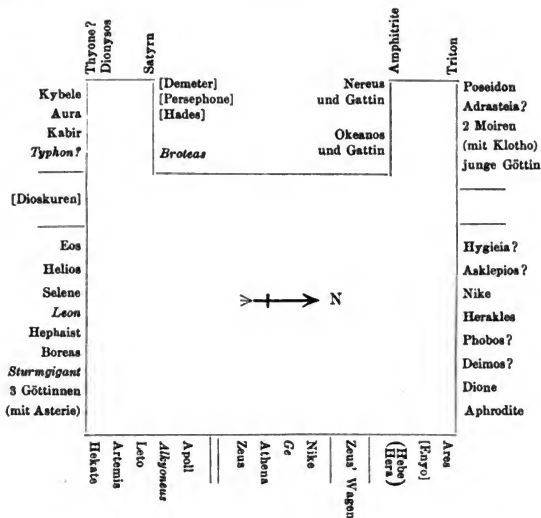 Thyone?
Dionysos
Satyrn
Amphitrite
Triton
Kybele
Aura
Kabir
Typhon?
[Demeter]
[Persephone]
[Hades]
Broteas
Nereus
und Gattin
Okeanos
und Gattin
Poseidon
Adrasteia?
2 Moiren
(mit Klotho)
junge Göttin
[Dioskuren]
Eos
Helios
Selene
Leon
Hephaist
Boreas
Sturmgigant
3 Göttinnen
(mit Asterie)
N
Hygieia?
Asklepios?
Nike
Herakles
Phobos?
Deimos?
Dione
Aphrodite
Hekate
Artemis
Leto
Alkyoneus
Apoll
Zeus
Athena
Ge
Nike
Zeus' Wagen
(Hebe
Hera)
[Enyo]
Ares